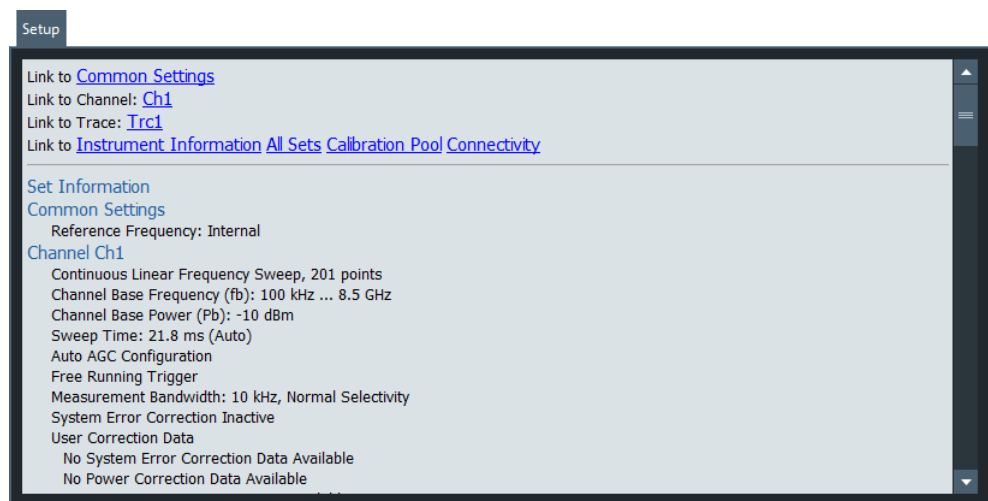 Setup
Link to Common Settings
Link to Channel: Ch1
Link to Trace: Trc1
Link to Instrument Information All Sets Calibration Pool Connectivity
Set Information
Common Settings
Reference Frequency: Internal
Channel Ch1
Continuous Linear Frequency Sweep, 201 points
Channel Base Frequency (fb): 100 kHz ... 8.5 GHz
Channel Base Power (Pb): -10 dBm
Sweep Time: 21.8 ms (Auto)
Auto AGC Configuration
Free Running Trigger
Measurement Bandwidth: 10 kHz, Normal Selectivity
System Error Correction Inactive
User Correction Data
No System Error Correction Data Available
No Power Correction Data Available